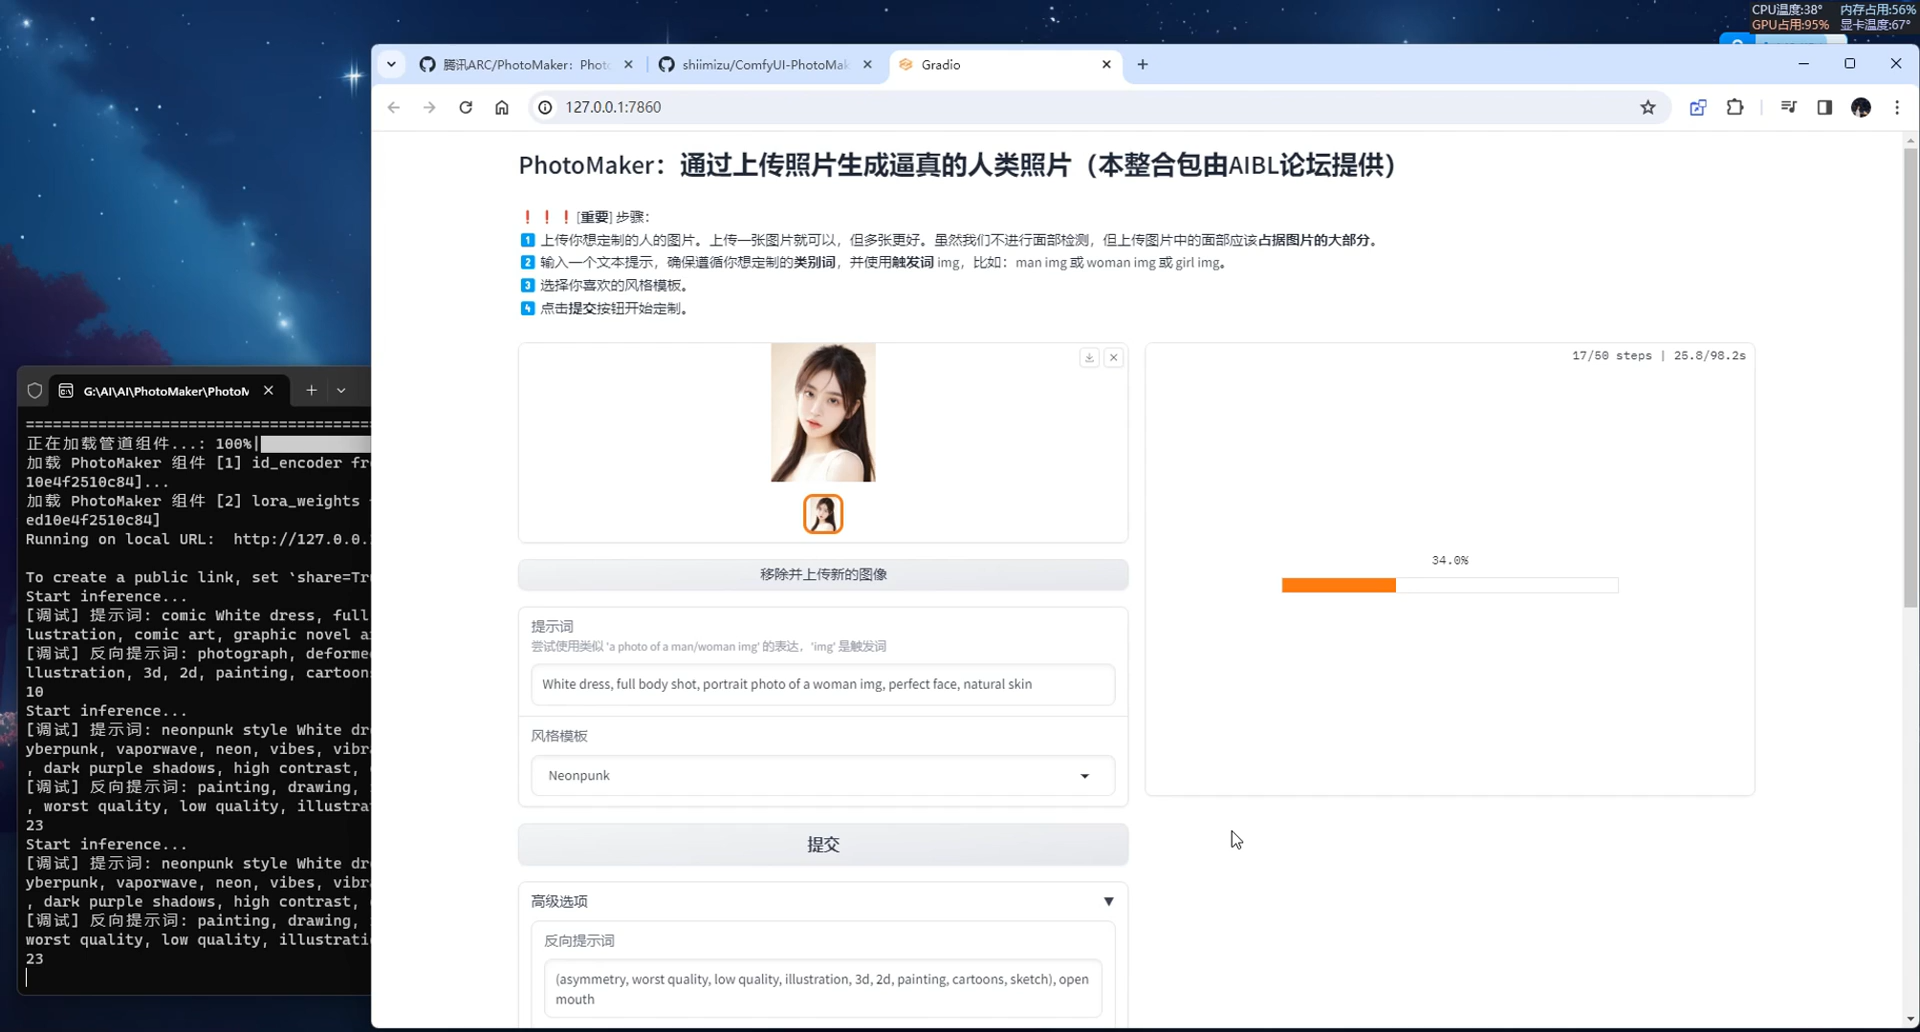 CPU温度:38° 内存占用:56%
GPU占用:95% 显卡温度:67°
腾讯ARC/PhotoMaker: Phot
shiimizu/ComfyUI-PhotoMak
Gradio
127.0.0.1:7860
PhotoMaker：通过上传照片生成逼真的人类照片（本整合包由AIBL论坛提供）
❗❗❗[重要] 步骤：
1 上传你想定制的人的图片。上传一张图片就可以，但多张更好。虽然我们不进行面部检测，但上传图片中的面部应该占据图片的大部分。
2 输入一个文本提示，确保遵循你想定制的类别词，并使用触发词 img，比如：man img 或 woman img 或 girl img。
3 选择你喜欢的风格模板。
4 点击提交按钮开始定制。
17/50 steps | 25.8/98.2s
34.0%
移除并上传新的图像
提示词
尝试使用类似 'a photo of a man/woman img' 的表达，'img' 是触发词
White dress, full body shot, portrait photo of a woman img, perfect face, natural skin
风格模板
Neonpunk
提交
高级选项
反向提示词
(asymmetry, worst quality, low quality, illustration, 3d, 2d, painting, cartoons, sketch), open
mouth
G:\AI\AI\PhotoMaker\PhotoM
正在加载管道组件...: 100%|
加载 PhotoMaker 组件 [1] id_encoder fr
10e4f2510c84]...
加载 PhotoMaker 组件 [2] lora_weights
ed10e4f2510c84]
Running on local URL: http://127.0.0.
To create a public link, set `share=Tr
Start inference...
[调试] 提示词: comic White dress, full
lustration, comic art, graphic novel a
[调试] 反向提示词: photograph, deforme
llustration, 3d, 2d, painting, cartoon
10
Start inference...
[调试] 提示词: neonpunk style White dr
yberpunk, vaporwave, neon, vibes, vibr
, dark purple shadows, high contrast,
[调试] 反向提示词: painting, drawing,
, worst quality, low quality, illustra
23
Start inference...
[调试] 提示词: neonpunk style White dr
yberpunk, vaporwave, neon, vibes, vibr
, dark purple shadows, high contrast,
[调试] 反向提示词: painting, drawing,
worst quality, low quality, illustrati
23